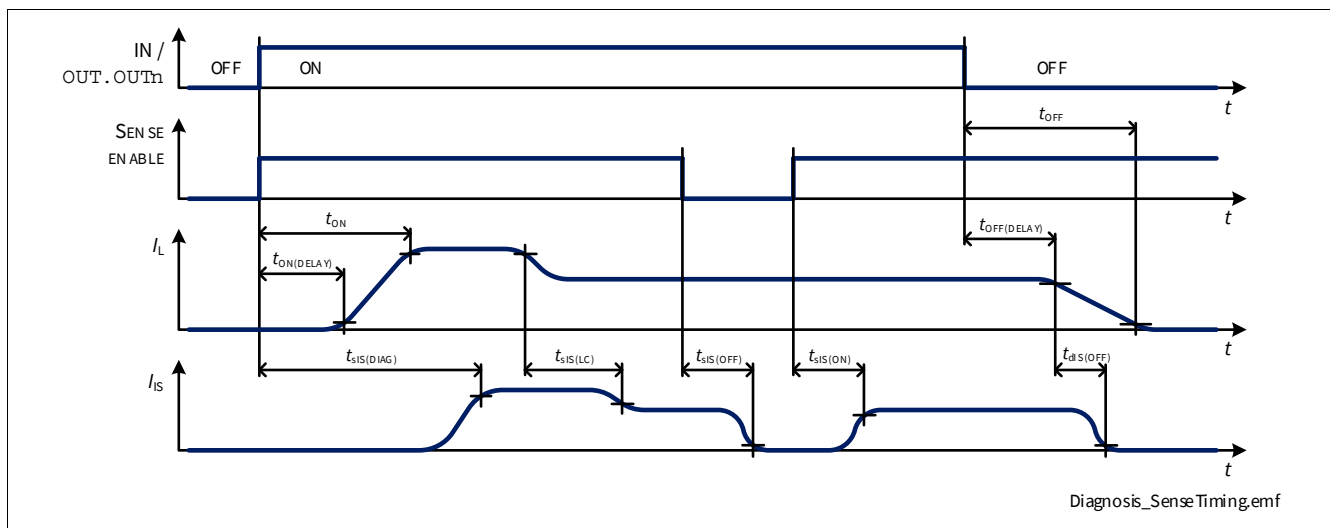 IN /
OUT.OUTn
OFF
ON
OFF
t
SENSE
ENABLE
tOFF
t
IL
tON
tON(DELAY)
tOFF(DELAY)
t
IIS
tsIS(DIAG)
tsIS(LC)
tsIS(OFF)
tsIS(ON)
tdIS(OFF)
t
Diagnosis_SenseTiming.emf